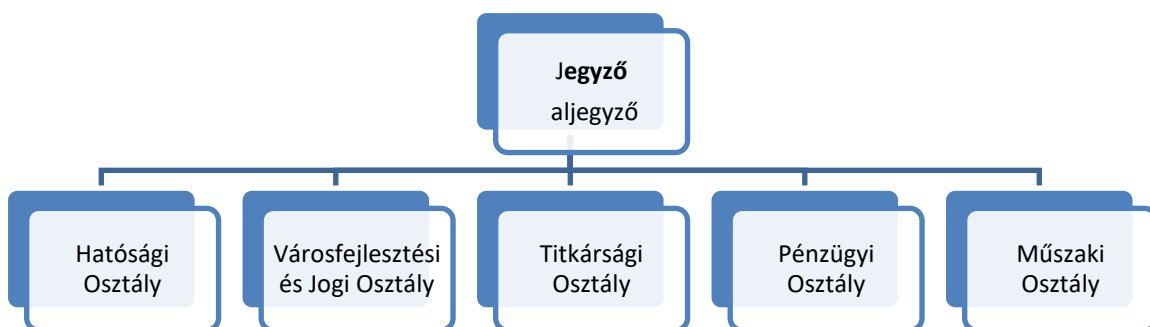 Jegyző
aljegyző
Hatósági
Osztály
Városfejlesztési
és Jogi Osztály
Titkársági
Osztály
Pénzügyi
Osztály
Műszaki
Osztály